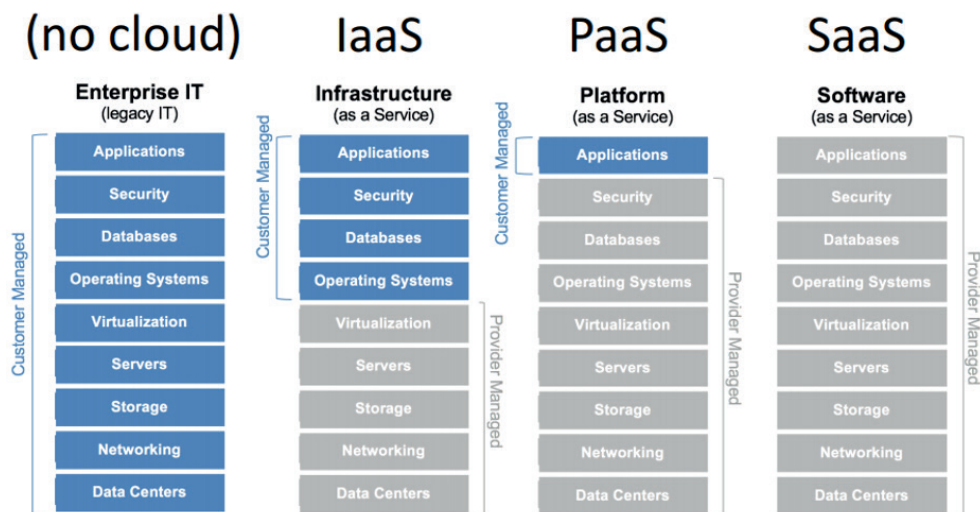 (no cloud)
IaaS
PaaS
SaaS
Enterprise IT
(legacy IT)
Customer Managed
Applications
Security
Databases
Operating Systems
Virtualization
Servers
Storage
Networking
Data Centers
Infrastructure
(as a Service)
Customer Managed
Applications
Security
Databases
Operating Systems
Virtualization
Servers
Storage
Networking
Data Centers
Provider Managed
Platform
(as a Service)
Customer Managed
Applications
Security
Databases
Operating Systems
Virtualization
Servers
Storage
Networking
Data Centers
Provider Managed
Software
(as a Service)
Applications
Security
Databases
Operating Systems
Virtualization
Servers
Storage
Networking
Data Centers
Provider Managed